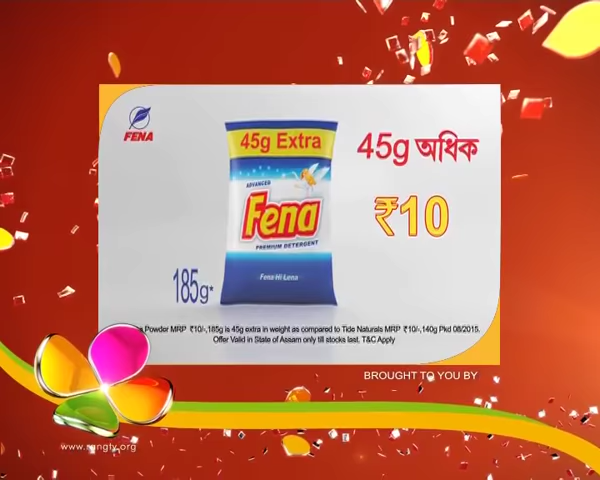 FENA
45g Extra
ADVANCED
Fena
PREMIUM DETERGENT
Fena Hi Lena
185g*
45g অধিক
₹10
Powder MRP ₹10/-,185g is 45g extra in weight as compared to Tide Naturals MRP ₹10/-,140g Pkd 08/2015.
Offer Valid in State of Assam only till stocks last. T&C Apply
BROUGHT TO YOU BY
www.rangtv.org